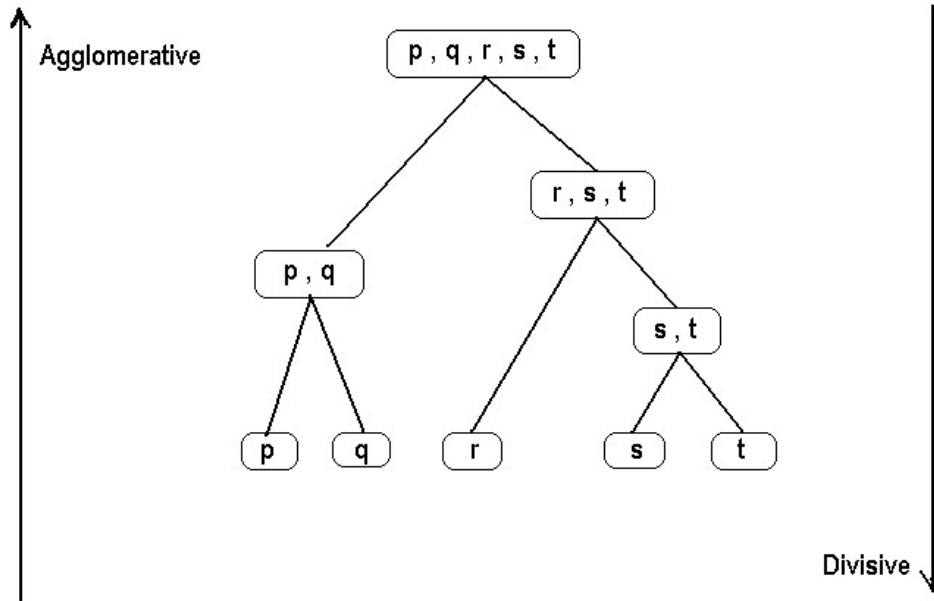 Agglomerative
p , q , r , s , t
r , s , t
p , q
s , t
p
q
r
s
t
Divisive